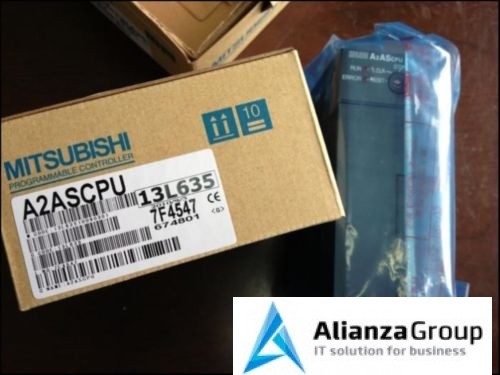 MITSUBISHI
PROGRAMMABLE CONTROLLER
A2ASCPU
13L635
7F4547
674801
CE
10
A2ASCPU
RUN
ERROR
AlianzaGroup
IT solution for business